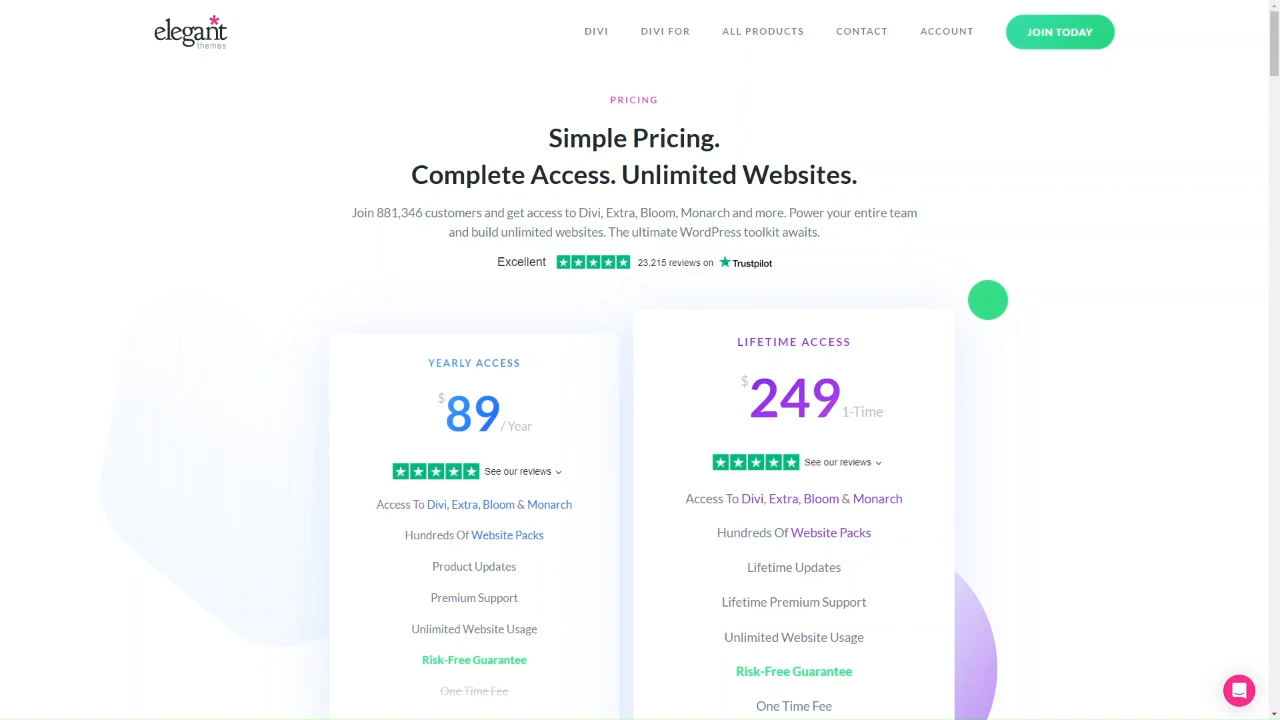 elegant
themes
DIVI
DIVI FOR
ALL PRODUCTS
CONTACT
ACCOUNT
JOIN TODAY
PRICING
Simple Pricing.
Complete Access. Unlimited Websites.
Join 881,346 customers and get access to Divi, Extra, Bloom, Monarch and more. Power your entire team
and build unlimited websites. The ultimate WordPress toolkit awaits.
Excellent 23,215 reviews on Trustpilot
YEARLY ACCESS
$89/ Year
See our reviews
Access To Divi, Extra, Bloom & Monarch
Hundreds Of Website Packs
Product Updates
Premium Support
Unlimited Website Usage
Risk-Free Guarantee
One Time Fee
LIFETIME ACCESS
$249 1-Time
See our reviews
Access To Divi, Extra, Bloom & Monarch
Hundreds Of Website Packs
Lifetime Updates
Lifetime Premium Support
Unlimited Website Usage
Risk-Free Guarantee
One Time Fee